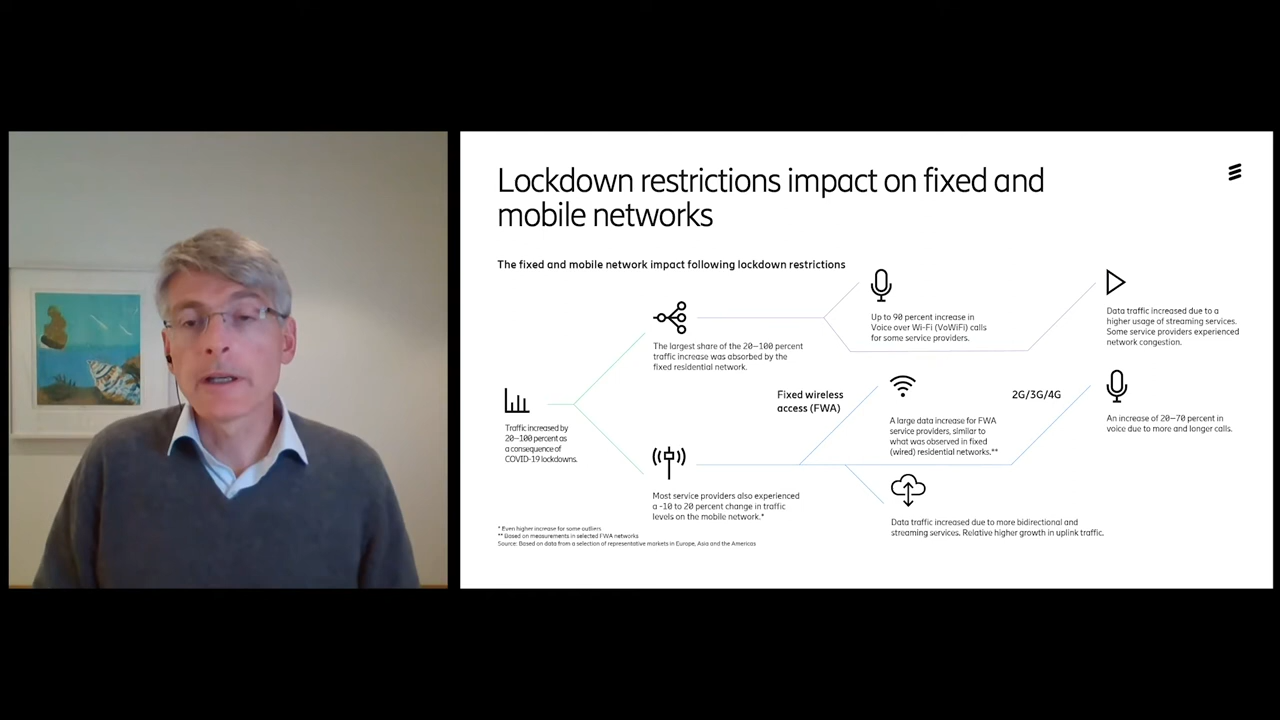 Lockdown restrictions impact on fixed and
mobile networks
The fixed and mobile network impact following lockdown restrictions
Traffic increased by
20–100 percent as
a consequence of
COVID-19 lockdowns.
The largest share of the 20–100 percent
traffic increase was absorbed by the
fixed residential network.
Up to 90 percent increase in
Voice over Wi-Fi (VoWiFi) calls
for some service providers.
Data traffic increased due to a
higher usage of streaming services.
Some service providers experienced
network congestion.
Most service providers also experienced
a -10 to 20 percent change in traffic
levels on the mobile network.*
Fixed wireless
access (FWA)
A large data increase for FWA
service providers, similar to
what was observed in fixed
(wired) residential networks.**
2G/3G/4G
An increase of 20–70 percent in
voice due to more and longer calls.
Data traffic increased due to more bidirectional and
streaming services. Relative higher growth in uplink traffic.
* Even higher increase for some outliers
** Based on measurements in selected FWA networks
Source: Based on data from a selection of representative markets in Europe, Asia and the Americas